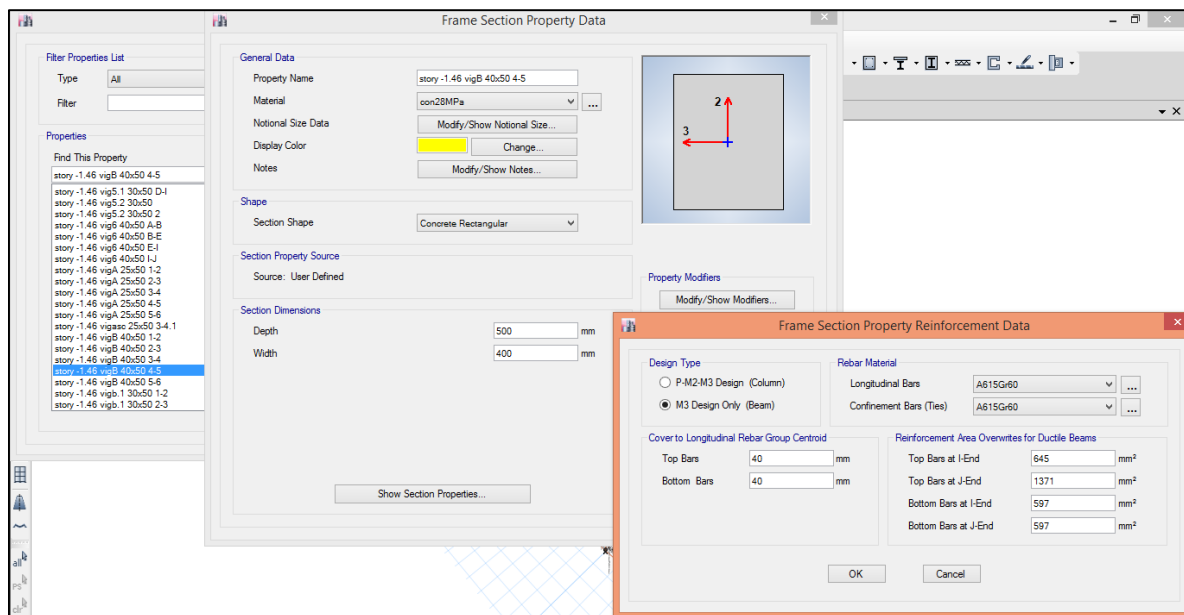 Filter Properties List
Type
All
Filter
Properties
Find This Property
story -1.46 vigB 40x50 4-5
story -1.46 vig5.1 30x50 D-I
story -1.46 vig5.2 30x50
story -1.46 vig5.2 30x50 2
story -1.46 vig6 40x50 A-B
story -1.46 vig6 40x50 B-E
story -1.46 vig6 40x50 E-I
story -1.46 vig6 40x50 I-J
story -1.46 vigA 25x50 1-2
story -1.46 vigA 25x50 2-3
story -1.46 vigA 25x50 3-4
story -1.46 vigA 25x50 4-5
story -1.46 vigA 25x50 5-6
story -1.46 vigasc 25x50 3-4.1
story -1.46 vigB 40x50 1-2
story -1.46 vigB 40x50 2-3
story -1.46 vigB 40x50 3-4
story -1.46 vigB 40x50 4-5
story -1.46 vigB 40x50 5-6
story -1.46 vigb.1 30x50 1-2
story -1.46 vigb.1 30x50 2-3
all
ps
clr
Frame Section Property Data
General Data
Property Name
story -1.46 vigB 40x50 4-5
Material
con28MPa
...
Notional Size Data
Modify/Show Notional Size...
Display Color
Change...
Notes
Modify/Show Notes...
2
3
Shape
Section Shape
Concrete Rectangular
Section Property Source
Source: User Defined
Property Modifiers
Modify/Show Modifiers...
Section Dimensions
Depth
500
mm
Width
400
mm
Show Section Properties...
Frame Section Property Reinforcement Data
Design Type
P-M2-M3 Design (Column)
M3 Design Only (Beam)
Rebar Material
Longitudinal Bars
A615Gr60
...
Confinement Bars (Ties)
A615Gr60
...
Cover to Longitudinal Rebar Group Centroid
Top Bars
40
mm
Bottom Bars
40
mm
Reinforcement Area Overwrites for Ductile Beams
Top Bars at I-End
645
mm²
Top Bars at J-End
1371
mm²
Bottom Bars at I-End
597
mm²
Bottom Bars at J-End
597
mm²
OK
Cancel